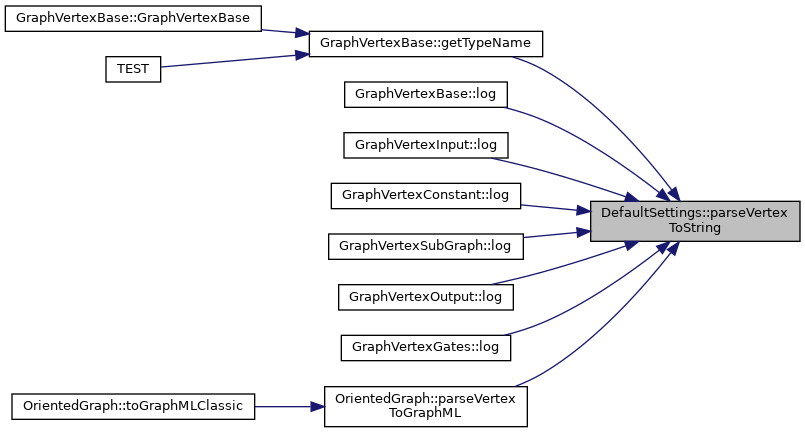 GraphVertexBase::GraphVertexBase
GraphVertexBase::getTypeName
TEST
GraphVertexBase::log
GraphVertexInput::log
GraphVertexConstant::log
DefaultSettings::parseVertex
ToString
GraphVertexSubGraph::log
GraphVertexOutput::log
GraphVertexGates::log
OrientedGraph::toGraphMLClassic
OrientedGraph::parseVertex
ToGraphML